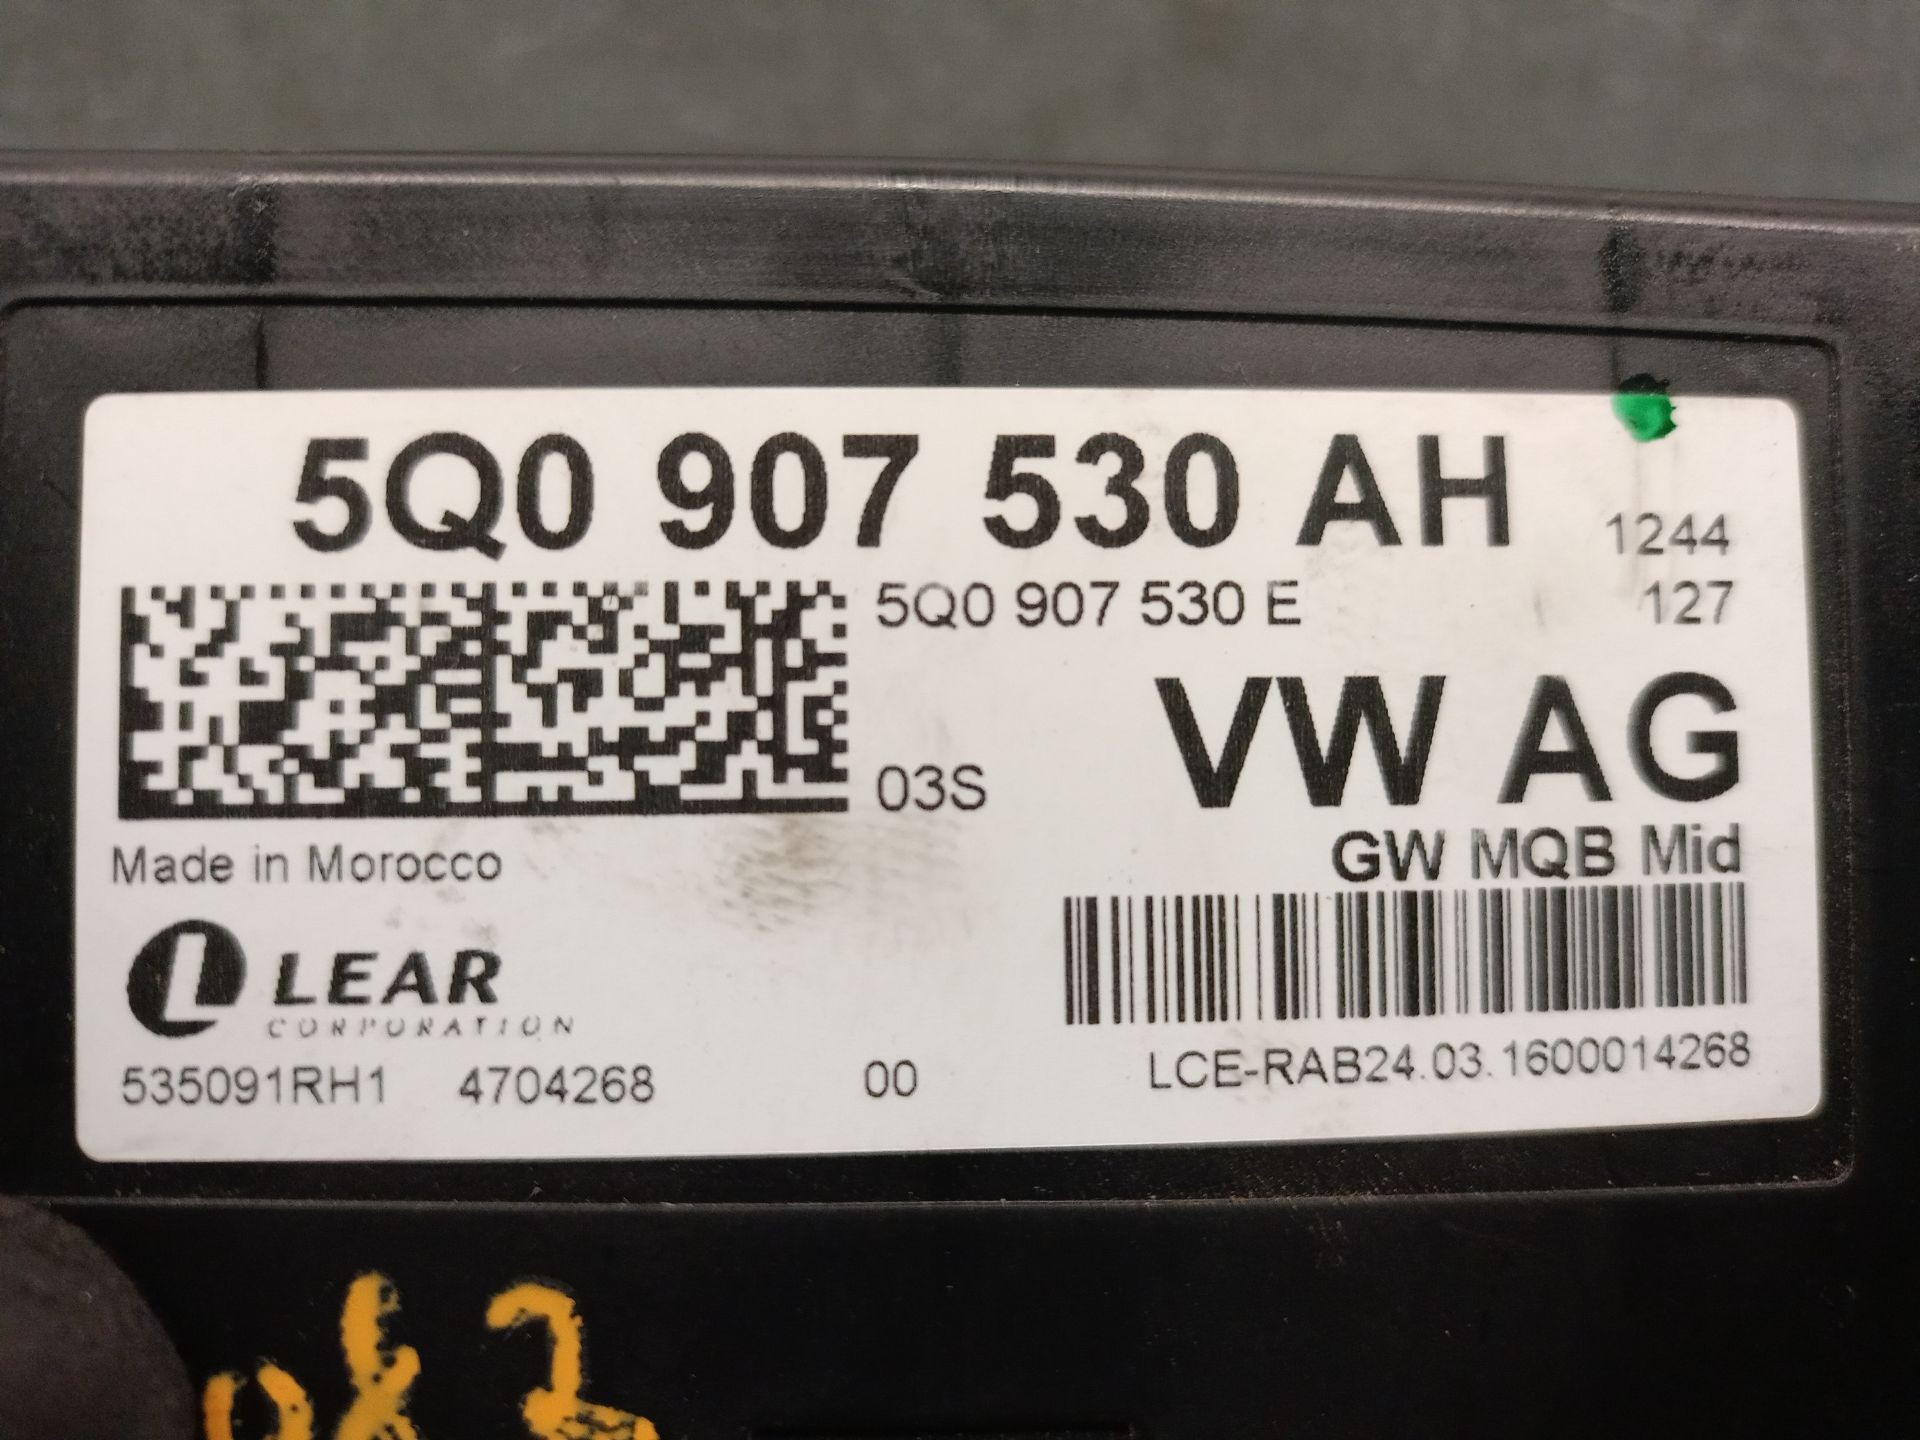 5Q0 907 530 AH 1244
5Q0 907 530 E 127
VW AG
03S
GW MQB Mid
Made in Morocco
LEAR
CORPORATION
535091RH1 4704268 00 LCE-RAB24.03.1600014268